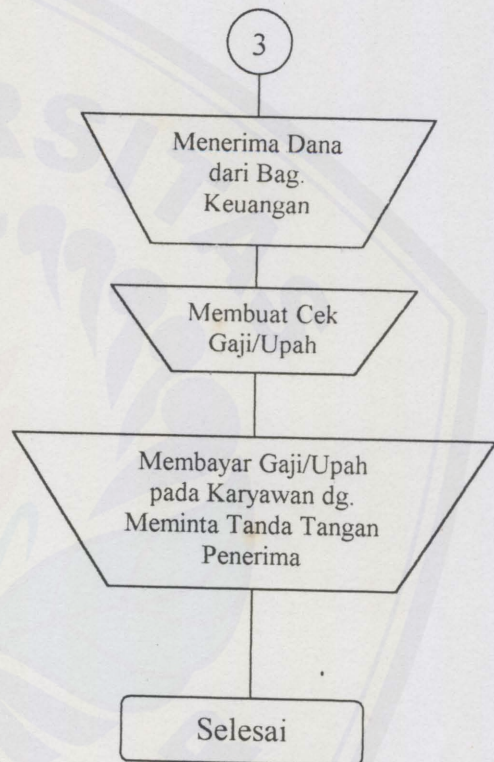 3
Menerima Dana
dari Bag.
Keuangan
Membuat Cek
Gaji/Upah
Membayar Gaji/Upah
pada Karyawan dg.
Meminta Tanda Tangan
Penerima
Selesai